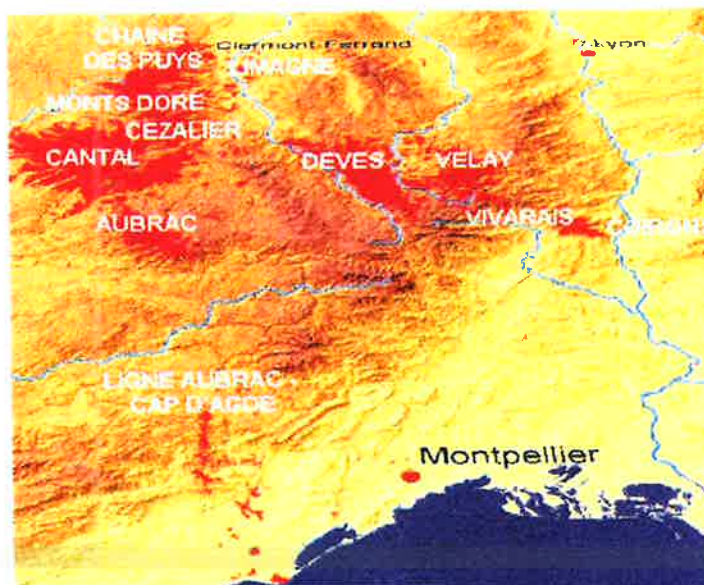 CHAINE
DES PUYS
Clermont Ferrand
LIMAGNE
Lyon
MONTS DORE
CEZALIER
CANTAL
DEVES
VELAY
AUBRAC
VIVARAIS
COIRON
LIGNE AUBRAC -
CAP D'AGDE
Montpellier